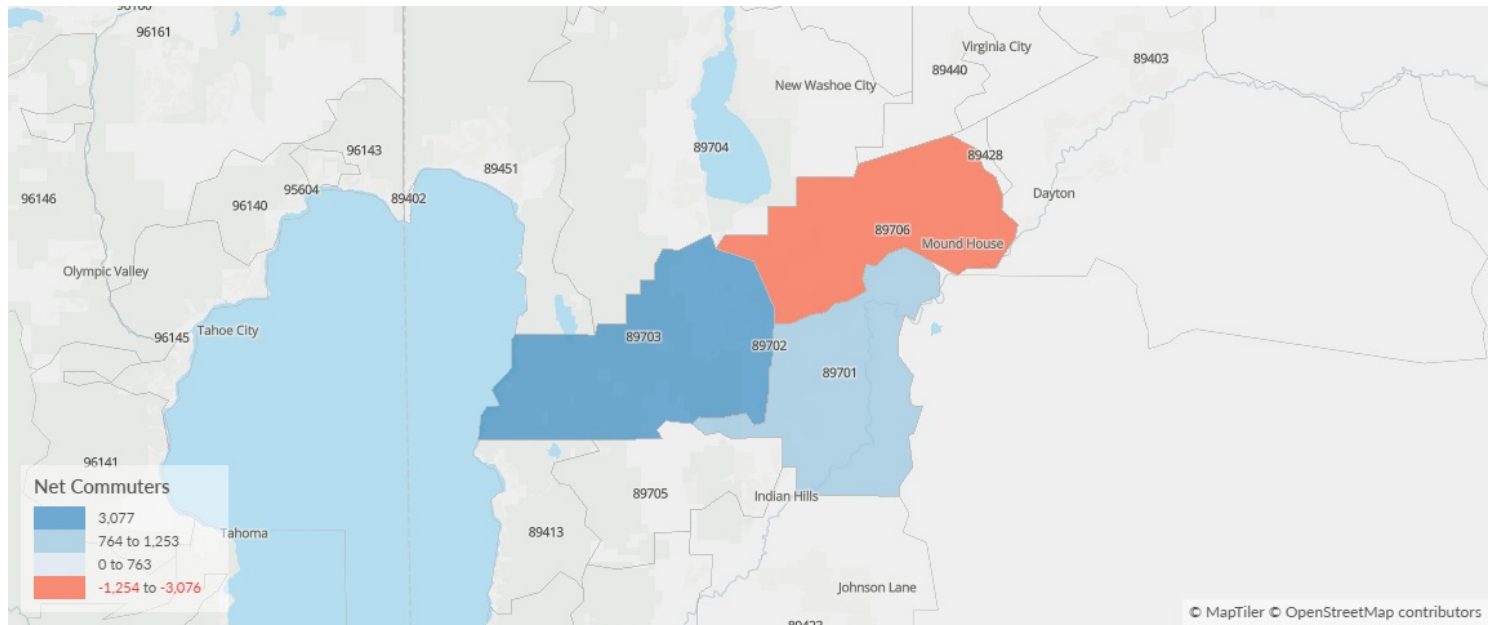 96161
Virginia City
89440
89403
New Washoe City
89704
96143
89451
89428
95604
89402
96146
96140
Dayton
89706
Mound House
Olympic Valley
Tahoe City
96145
89703
89702
89701
96141
Net Commuters
3,077
764 to 1,253
0 to 763
-1,254 to -3,076
Tahoma
89705
Indian Hills
89413
Johnson Lane
© MapTiler © OpenStreetMap contributors